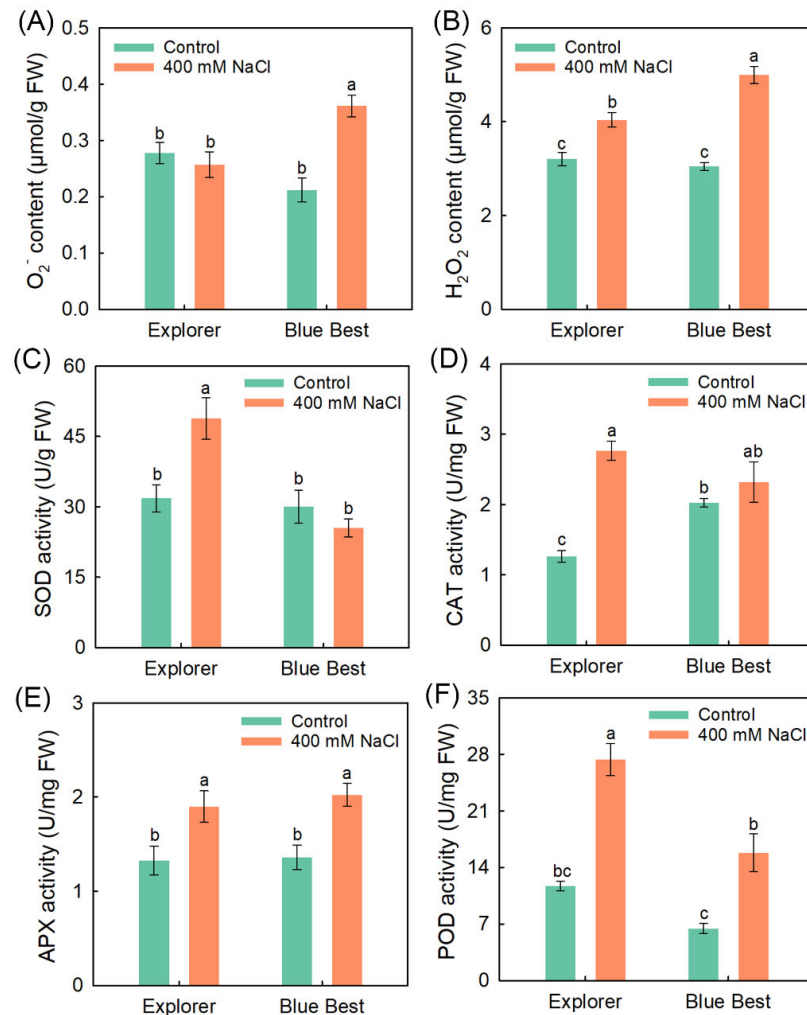 (A)
Control
400 mM NaCl
O₂⁻ content (μmol/g FW)
0.5
0.4
0.3
0.2
0.1
0.0
b
b
b
a
Explorer
Blue Best
(B)
Control
400 mM NaCl
H₂O₂ content (μmol/g FW)
6
4
2
0
c
b
c
a
Explorer
Blue Best
(C)
Control
400 mM NaCl
SOD activity (U/g FW)
60
45
30
15
0
b
a
b
b
Explorer
Blue Best
(D)
Control
400 mM NaCl
CAT activity (U/mg FW)
4
3
2
1
0
c
a
b
ab
Explorer
Blue Best
(E)
Control
400 mM NaCl
APX activity (U/mg FW)
3
2
1
0
b
a
b
a
Explorer
Blue Best
(F)
Control
400 mM NaCl
POD activity (U/mg FW)
35
28
21
14
7
0
bc
a
c
b
Explorer
Blue Best